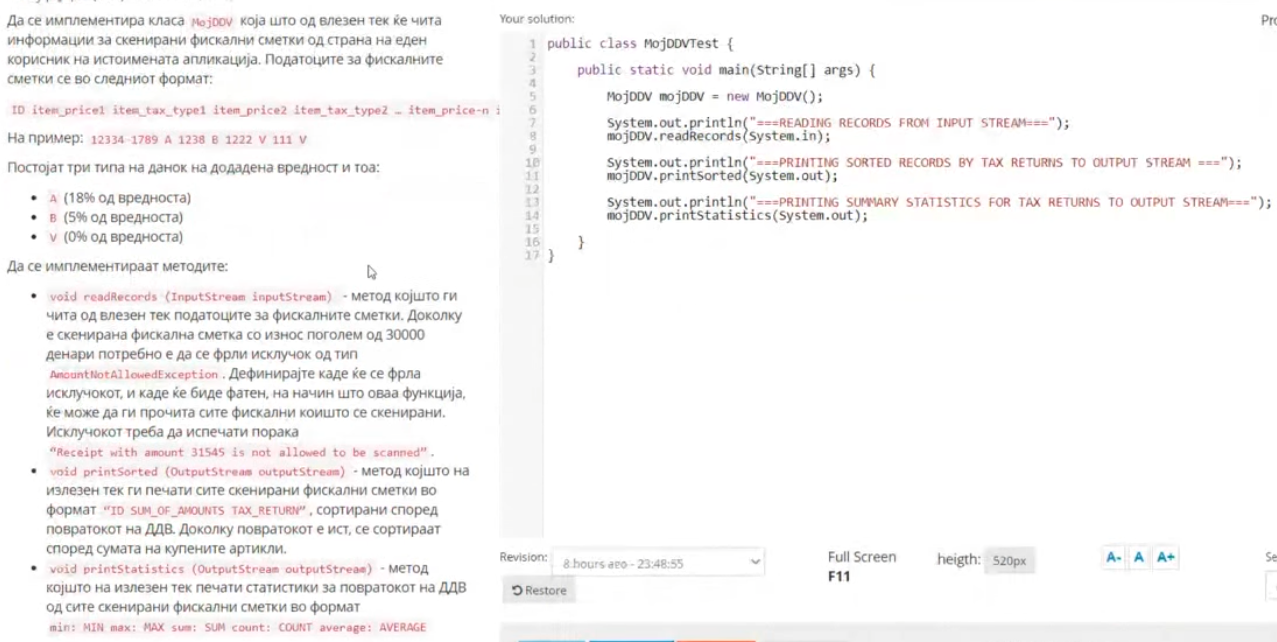 Да се имплементира класа MojDDV која што од влезен тек ќе чита
информации за скенирани фискални сметки од страна на еден
корисник на истоимената апликација. Податоците за фискалните
сметки се во следниот формат:
ID item_price1 item_tax_type1 item_price2 item_tax_type2 … item_price-n i
На пример: 12334 1789 A 1238 B 1222 V 111 V
Постојат три типа на данок на додадена вредност и тоа:
• A (18% од вредноста)
• B (5% од вредноста)
• V (0% од вредноста)
Да се имплементираат методите:
• void readRecords (InputStream inputStream) - метод којшто ги
чита од влезен тек податоците за фискалните сметки. Доколку
е скенирана фискална сметка со износ поголем од 30000
денари потребно е да се фрли исклучок од тип
AmountNotAllowedException. Дефинирајте каде ќе се фрла
исклучокот, и каде ќе биде фатен, на начин што оваа функција,
ќе може да ги прочита сите фискални коишто се скенирани.
Исклучокот треба да испечати порака
"Receipt with amount 31545 is not allowed to be scanned".
• void printSorted (OutputStream outputStream) - метод којшто на
излезен тек ги печати сите скенирани фискални сметки во
формат "ID SUM_OF_AMOUNTS TAX_RETURN", сортирани според
повратокот на ДДВ. Доколку повратокот е ист, се сортираат
според сумата на купените артикли.
• void printStatistics (OutputStream outputStream) - метод
којшто на излезен тек печати статистики за повратокот на ДДВ
од сите скенирани фискални сметки во формат
min: MIN max: MAX sum: SUM count: COUNT average: AVERAGE
Your solution:
Pro
1 public class MojDDVTest {
2
3 public static void main(String[] args) {
4
5 MojDDV mojDDV = new MojDDV();
6
7 System.out.println("===READING RECORDS FROM INPUT STREAM===");
8 mojDDV.readRecords(System.in);
9
10 System.out.println("===PRINTING SORTED RECORDS BY TAX RETURNS TO OUTPUT STREAM ===");
11 mojDDV.printSorted(System.out);
12
13 System.out.println("===PRINTING SUMMARY STATISTICS FOR TAX RETURNS TO OUTPUT STREAM===");
14 mojDDV.printStatistics(System.out);
15
16 }
17 }
Revision: 8 hours ago - 23:48:55 Full Screen F11 heigth: 520px A- A A+ Se
Restore